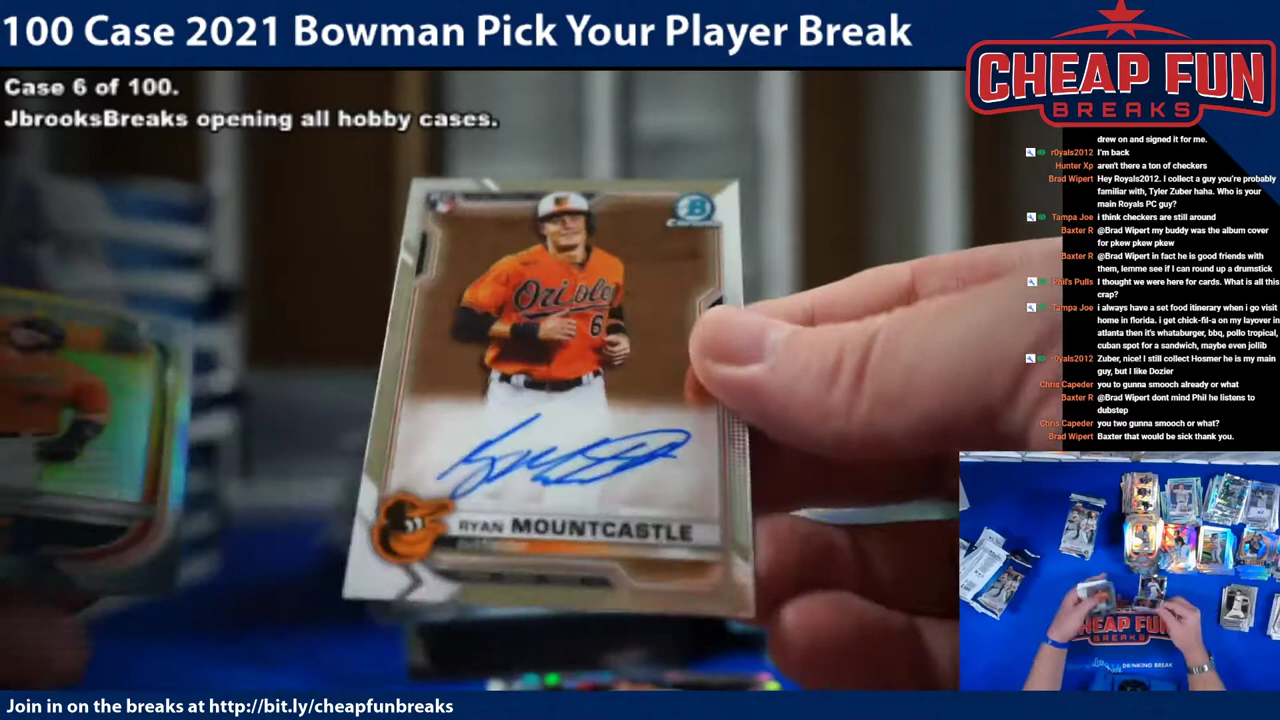 100 Case 2021 Bowman Pick Your Player Break
Case 6 of 100.
JbrooksBreaks opening all hobby cases.
CHEAP FUN
BREAKS
drew on and signed it for me.
r0yals2012 I'm back
Hunter Xp aren't there a ton of checkers
Brad Wipert Hey Royals2012. I collect a guy you're probably
familiar with, Tyler Zuber haha. Who is your
main Royals PC guy?
Tampa Joe i think checkers are still around
Baxter R @Brad Wipert my buddy was the album cover
for pkew pkew pkew
Baxter R @Brad Wipert in fact he is good friends with
them, lemme see if I can round up a drumstick
Phil's Pulls I thought we were here for cards. What is all this
crap?
Tampa Joe i always have a set food itinerary when i go visit
home in florida. i get chick-fil-a on my layover in
atlanta then it's whataburger, bbq, pollo tropical,
cuban spot for a sandwich, maybe even jollib
r0yals2012 Zuber, nice! I still collect Hosmer he is my main
guy, but I like Dozier
Chris Capeder you to gunna smooch already or what
Baxter R @Brad Wipert dont mind Phil he listens to
dubstep
Chris Capeder you two gunna smooch or what?
Brad Wipert Baxter that would be sick thank you.
Orioles
6
RYAN MOUNTCASTLE
CHEAP FUN
BREAKS
DRINKING BREAK
Join in on the breaks at http://bit.ly/cheapfunbreaks